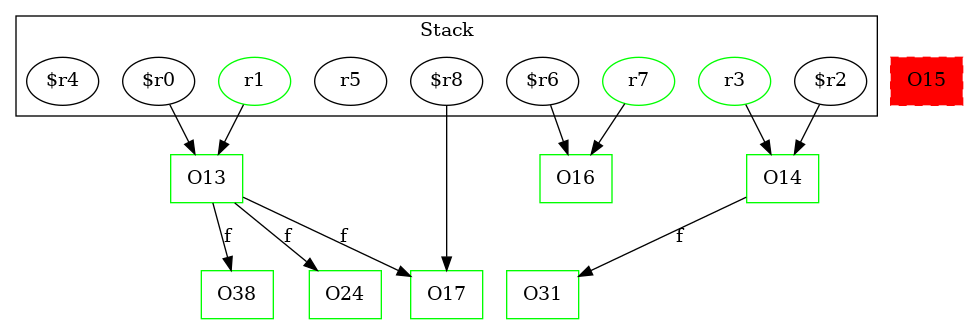 Stack
$r4 $r0 r1 r5 $r8 $r6 r7 r3 $r2 O15
O13 O16 O14
f f f f
O38 O24 O17 O31